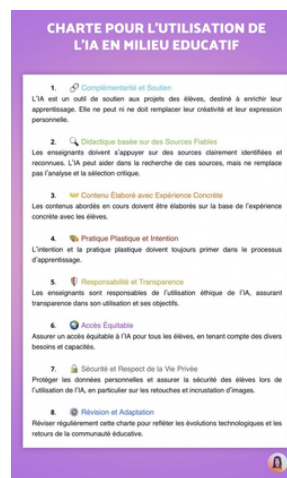 CHARTE POUR L'UTILISATION DE
L'IA EN MILIEU EDUCATIF
1. Complémentarité et Soutien
L'IA est un outil de soutien aux projets des élèves, destiné à enrichir leur
apprentissage. Elle ne peut ni ne doit remplacer leur créativité et leur expression
personnelle.
2. Didactique basée sur des Sources Fiables
Les enseignants doivent s'appuyer sur des sources clairement identifiées et
reconnues. L'IA peut aider dans la recherche de ces sources, mais ne remplace
pas l'analyse et la sélection critique.
3. Contenu Élaboré avec Expérience Concrète
Les contenus abordés en cours doivent être élaborés sur la base de l'expérience
concrète avec les élèves.
4. Pratique Plastique et Intention
L'intention et la pratique plastique doivent toujours primer dans le processus
d'apprentissage.
5. Responsabilité et Transparence
Les enseignants sont responsables de l'utilisation éthique de l'IA, assurant
transparence dans son utilisation et ses objectifs.
6. Accès Équitable
Assurer un accès équitable à l'IA pour tous les élèves, en tenant compte des divers
besoins et capacités.
7. Sécurité et Respect de la Vie Privée
Protéger les données personnelles et assurer la sécurité des élèves lors de
l'utilisation de l'IA, en particulier sur les retouches et incrustation d'images.
8. Révision et Adaptation
Réviser régulièrement cette charte pour refléter les évolutions technologiques et les
retours de la communauté éducative.